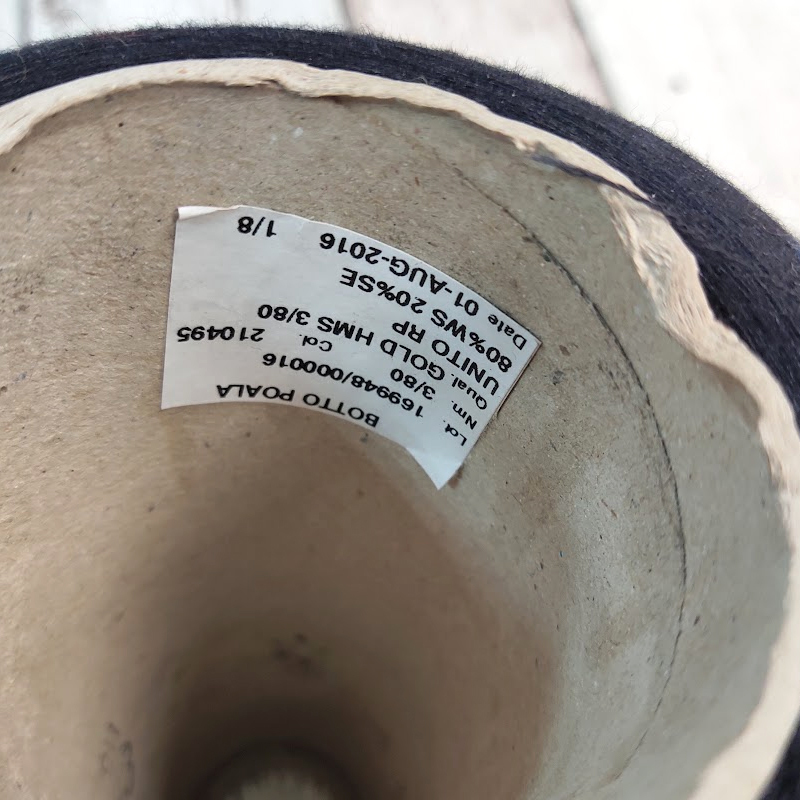 BOTTO POALA
Lot. 169948/000016
Nm. 3/80 Col. 210495
Qual. GOLD HMS 3/80
UNITO RP
80%WS 20%SE
Date 01-AUG-2016 1/8